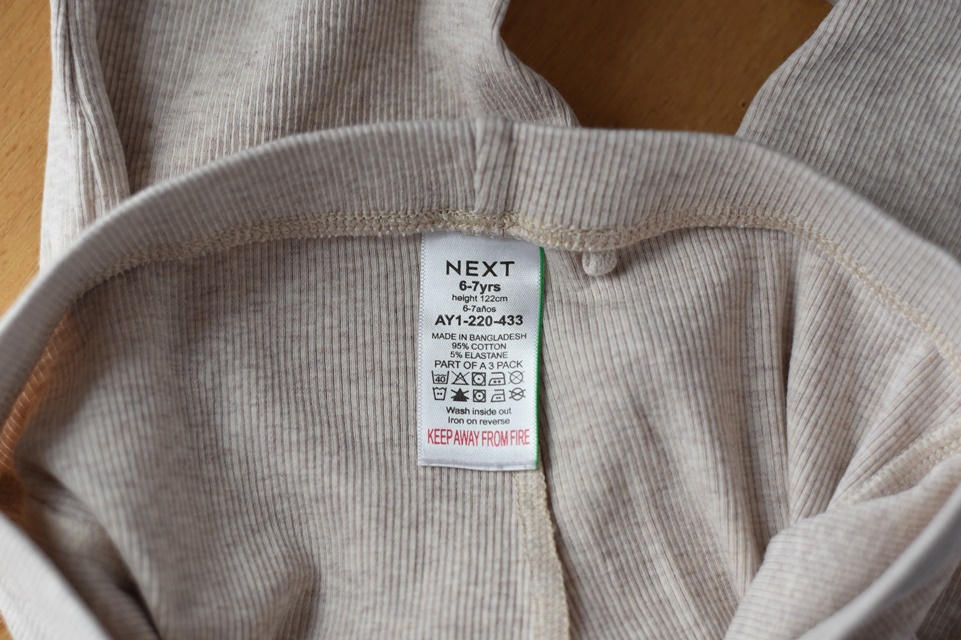 NEXT
6-7yrs
height 122cm
6-7años
AY1-220-433
MADE IN BANGLADESH
95% COTTON
5% ELASTANE
PART OF A 3 PACK
40
Wash inside out
Iron on reverse
KEEP AWAY FROM FIRE